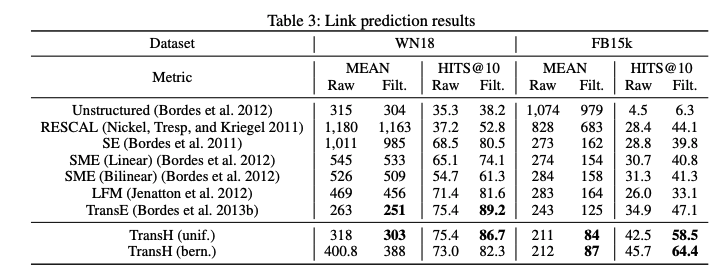 Table 3: Link prediction results
Dataset WN18 FB15k
Metric MEAN HITS@10 MEAN HITS@10
Raw Filt. Raw Filt. Raw Filt. Raw Filt.
Unstructured (Bordes et al. 2012) 315 304 35.3 38.2 1,074 979 4.5 6.3
RESCAL (Nickel, Tresp, and Kriegel 2011) 1,180 1,163 37.2 52.8 828 683 28.4 44.1
SE (Bordes et al. 2011) 1,011 985 68.5 80.5 273 162 28.8 39.8
SME (Linear) (Bordes et al. 2012) 545 533 65.1 74.1 274 154 30.7 40.8
SME (Bilinear) (Bordes et al. 2012) 526 509 54.7 61.3 284 158 31.3 41.3
LFM (Jenatton et al. 2012) 469 456 71.4 81.6 283 164 26.0 33.1
TransE (Bordes et al. 2013b) 263 251 75.4 89.2 243 125 34.9 47.1
TransH (unif.) 318 303 75.4 86.7 211 84 42.5 58.5
TransH (bern.) 400.8 388 73.0 82.3 212 87 45.7 64.4